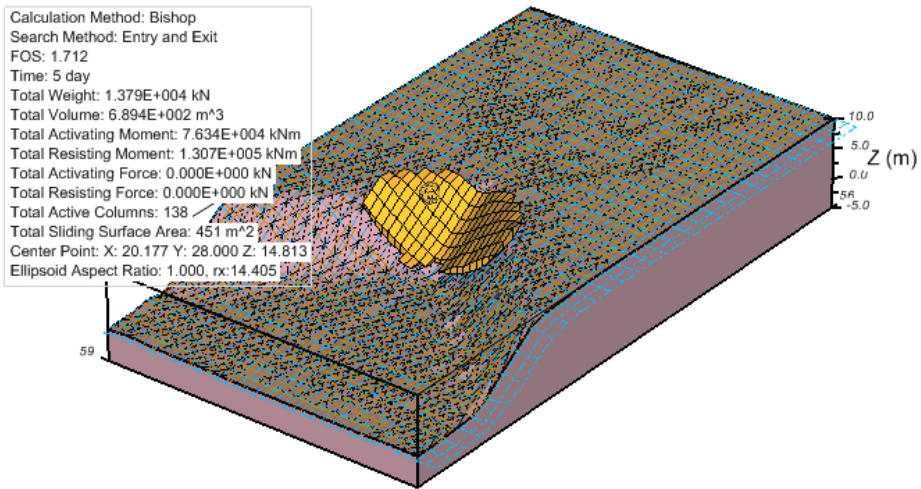 Calculation Method: Bishop
Search Method: Entry and Exit
FOS: 1.712
Time: 5 day
Total Weight: 1.379E+004 kN
Total Volume: 6.894E+002 m^3
Total Activating Moment: 7.634E+004 kNm
Total Resisting Moment: 1.307E+005 kNm
Total Activating Force: 0.000E+000 kN
Total Resisting Force: 0.000E+000 kN
Total Active Columns: 138
Total Sliding Surface Area: 451 m^2
Center Point: X: 20.177 Y: 28.000 Z: 14.813
Ellipsoid Aspect Ratio: 1.000, rx:14.405
10.0
5.0
Z (m)
0.0
56
-5.0
59